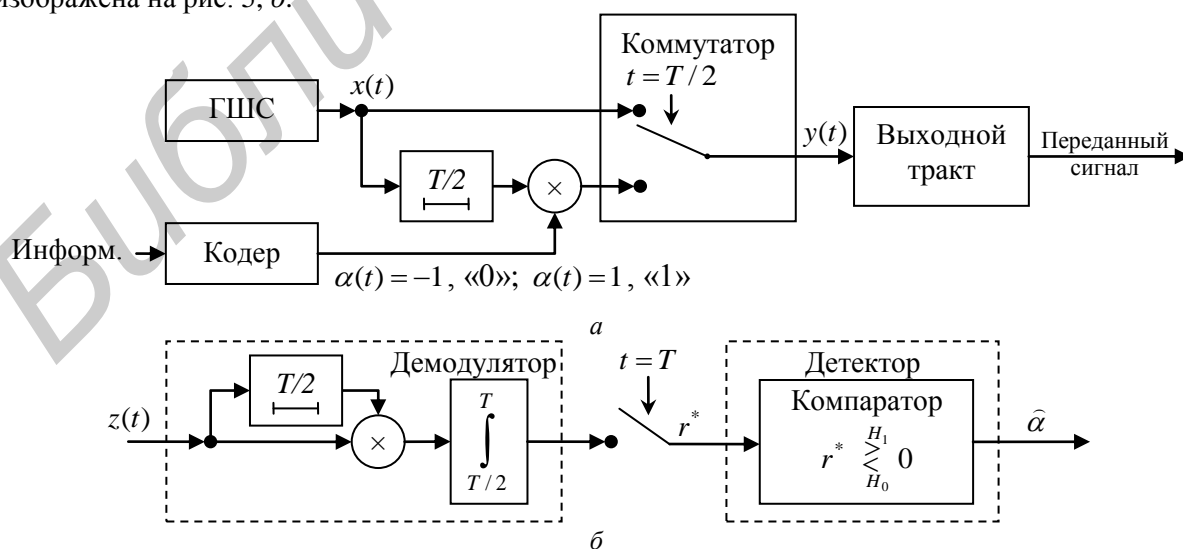 изображена на рис. 5, б.
Коммутатор
t = T / 2
ГШС
x(t)
y(t)
Выходной
тракт
Переданный
сигнал
T/2
×
Информ.
Кодер
α(t) = −1, «0»; α(t) = 1, «1»
а
Демодулятор
t = T
Детектор
T/2
T
∫
T / 2
Компаратор
z(t)
×
r*
r* ≷ 0
H₁
H₀
α̂
б
Библи